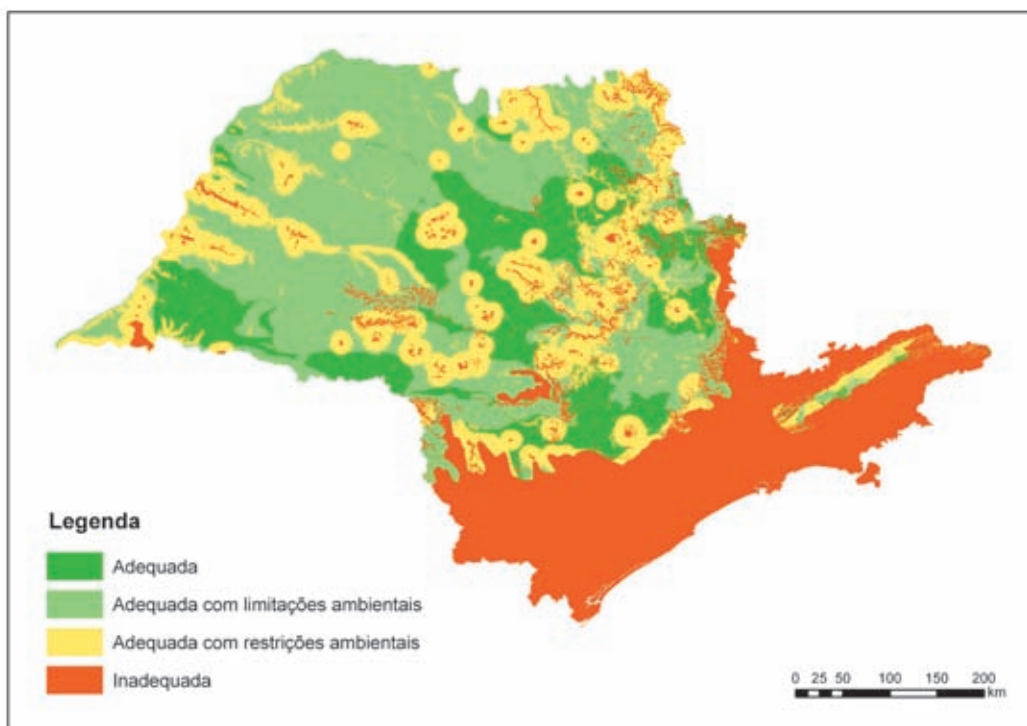 Legenda
Adequada
Adequada com limitações ambientais
Adequada com restrições ambientais
Inadequada
0 25 50 100 150 200
km